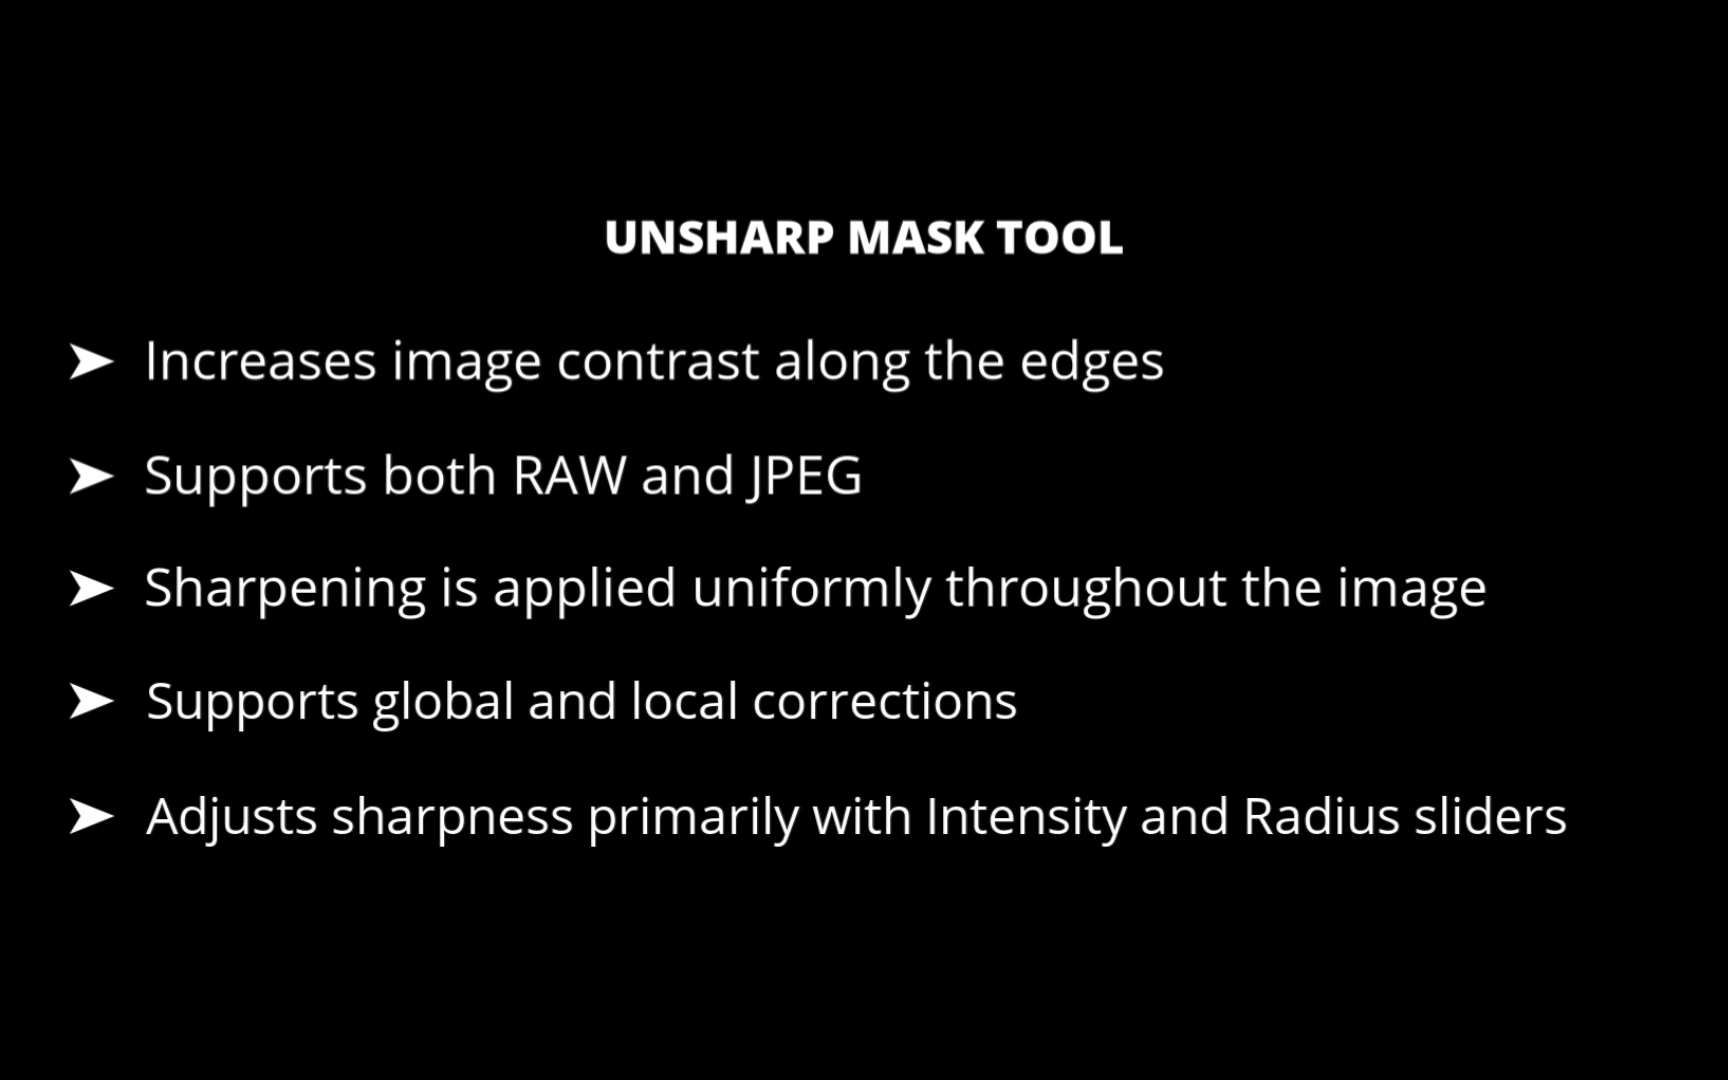 UNSHARP MASK TOOL
➤ Increases image contrast along the edges
➤ Supports both RAW and JPEG
➤ Sharpening is applied uniformly throughout the image
➤ Supports global and local corrections
➤ Adjusts sharpness primarily with Intensity and Radius sliders